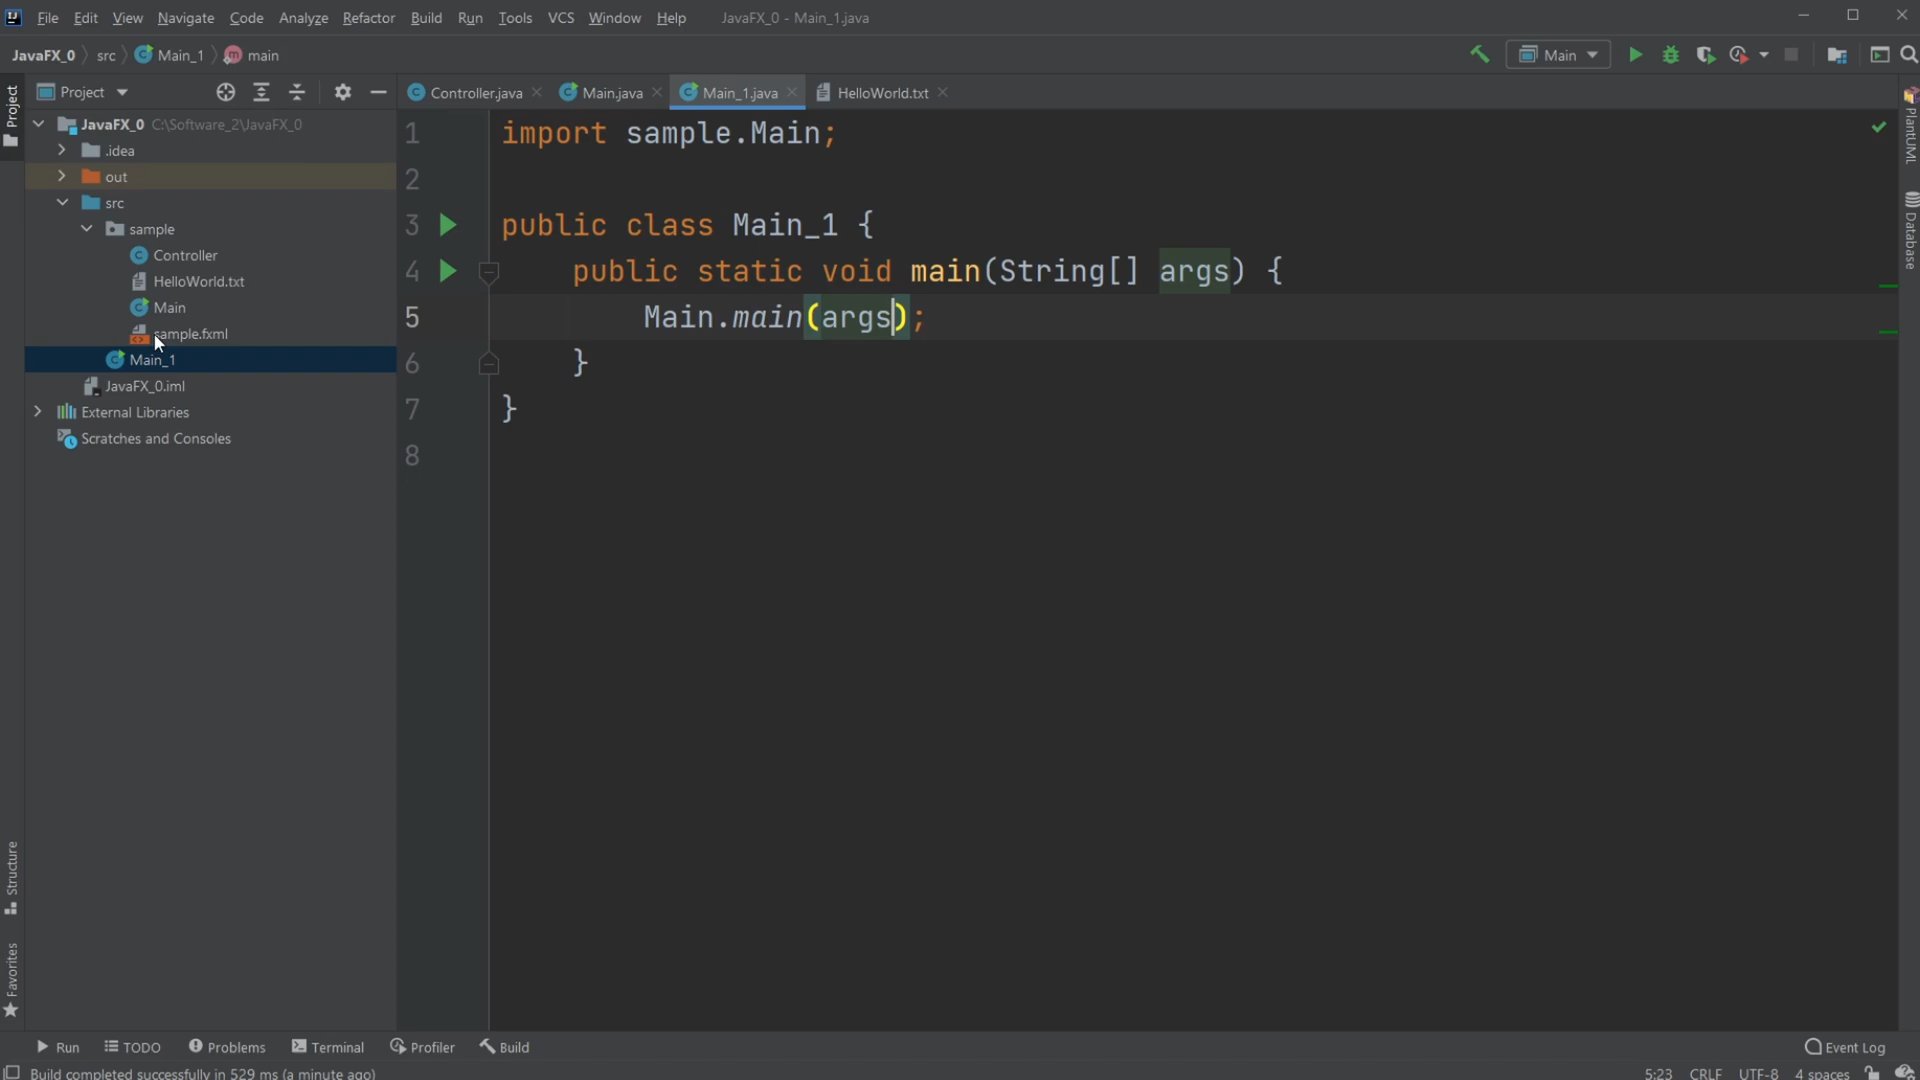 File Edit View Navigate Code Analyze Refactor Build Run Tools VCS Window Help JavaFX_0 - Main_1.java
JavaFX_0 src Main_1 main
Main
Project
Controller.java Main.java Main_1.java HelloWorld.txt
Project
JavaFX_0 C:\Software_2\JavaFX_0
.idea
out
src
sample
Controller
HelloWorld.txt
Main
sample.fxml
Main_1
JavaFX_0.iml
External Libraries
Scratches and Consoles
1 import sample.Main;
2
3 public class Main_1 {
4 public static void main(String[] args) {
5 Main.main(args);
6 }
7 }
8
PlantUML
Database
Structure
Favorites
Run TODO Problems Terminal Profiler Build Event Log
Build completed successfully in 529 ms (a minute ago) 5:23 CRLF UTF-8 4 spaces